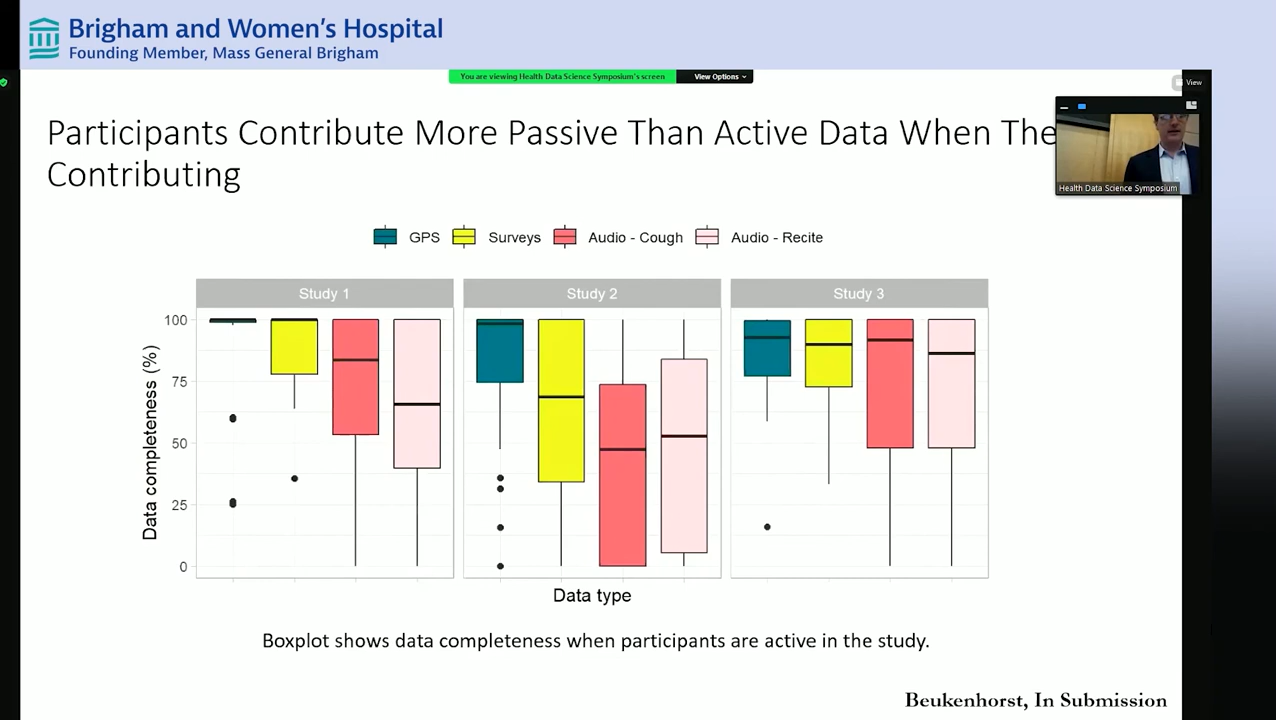 Brigham and Women's Hospital
Founding Member, Mass General Brigham
You are viewing Health Data Science Symposium's screen
View Options
View
Participants Contribute More Passive Than Active Data When The
Contributing
Health Data Science Symposium
GPS
Surveys
Audio - Cough
Audio - Recite
Study 1
Study 2
Study 3
Data completeness (%)
100
75
50
25
0
Data type
Boxplot shows data completeness when participants are active in the study.
Beukenhorst, In Submission